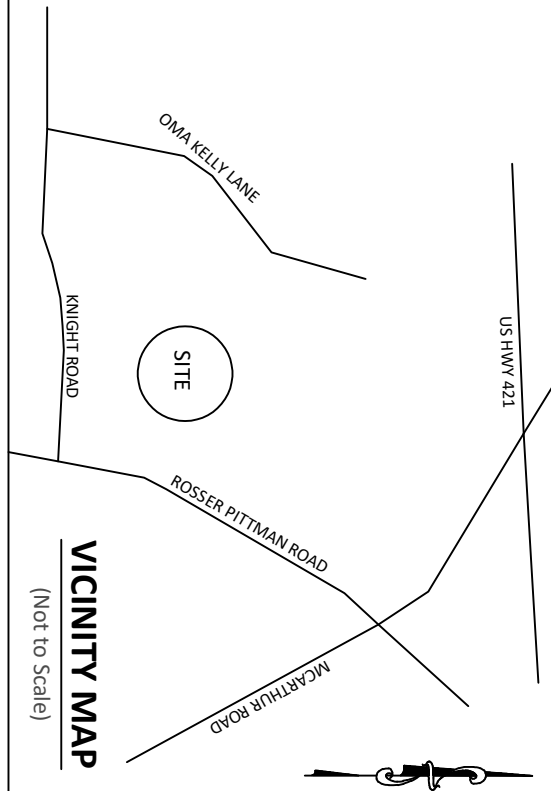 US HWY 421
OMA KELLY LANE
SITE
KNIGHT ROAD
ROSSER PITTMAN ROAD
MCARTHUR ROAD
VICINITY MAP
(Not to Scale)